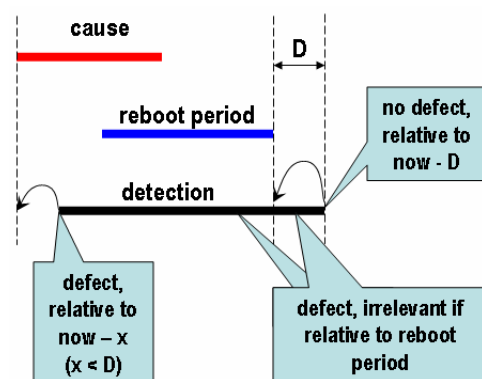 cause
D
reboot period
no defect,
relative to
now - D
detection
defect,
relative to
now – x
(x < D)
defect, irrelevant if
relative to reboot
period